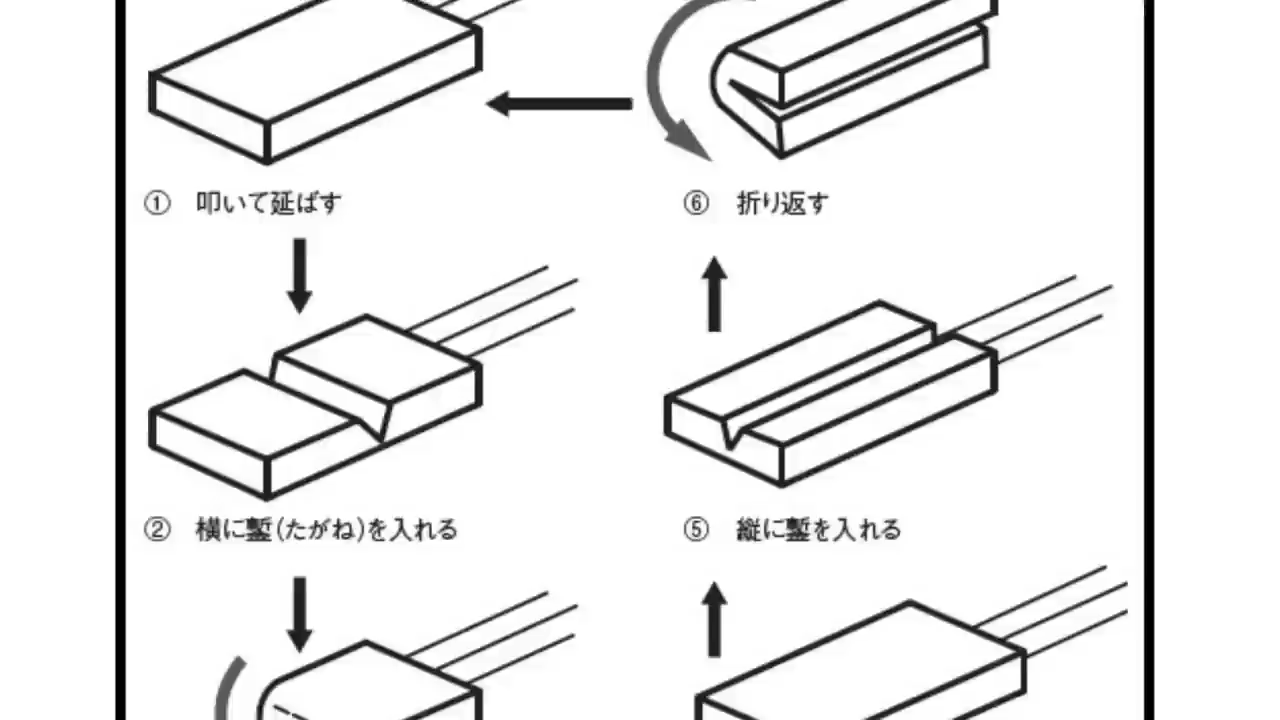 ① 叩いて延ばす
⑥ 折り返す
② 横に鏨(たがね)を入れる
⑤ 縦に鏨を入れる